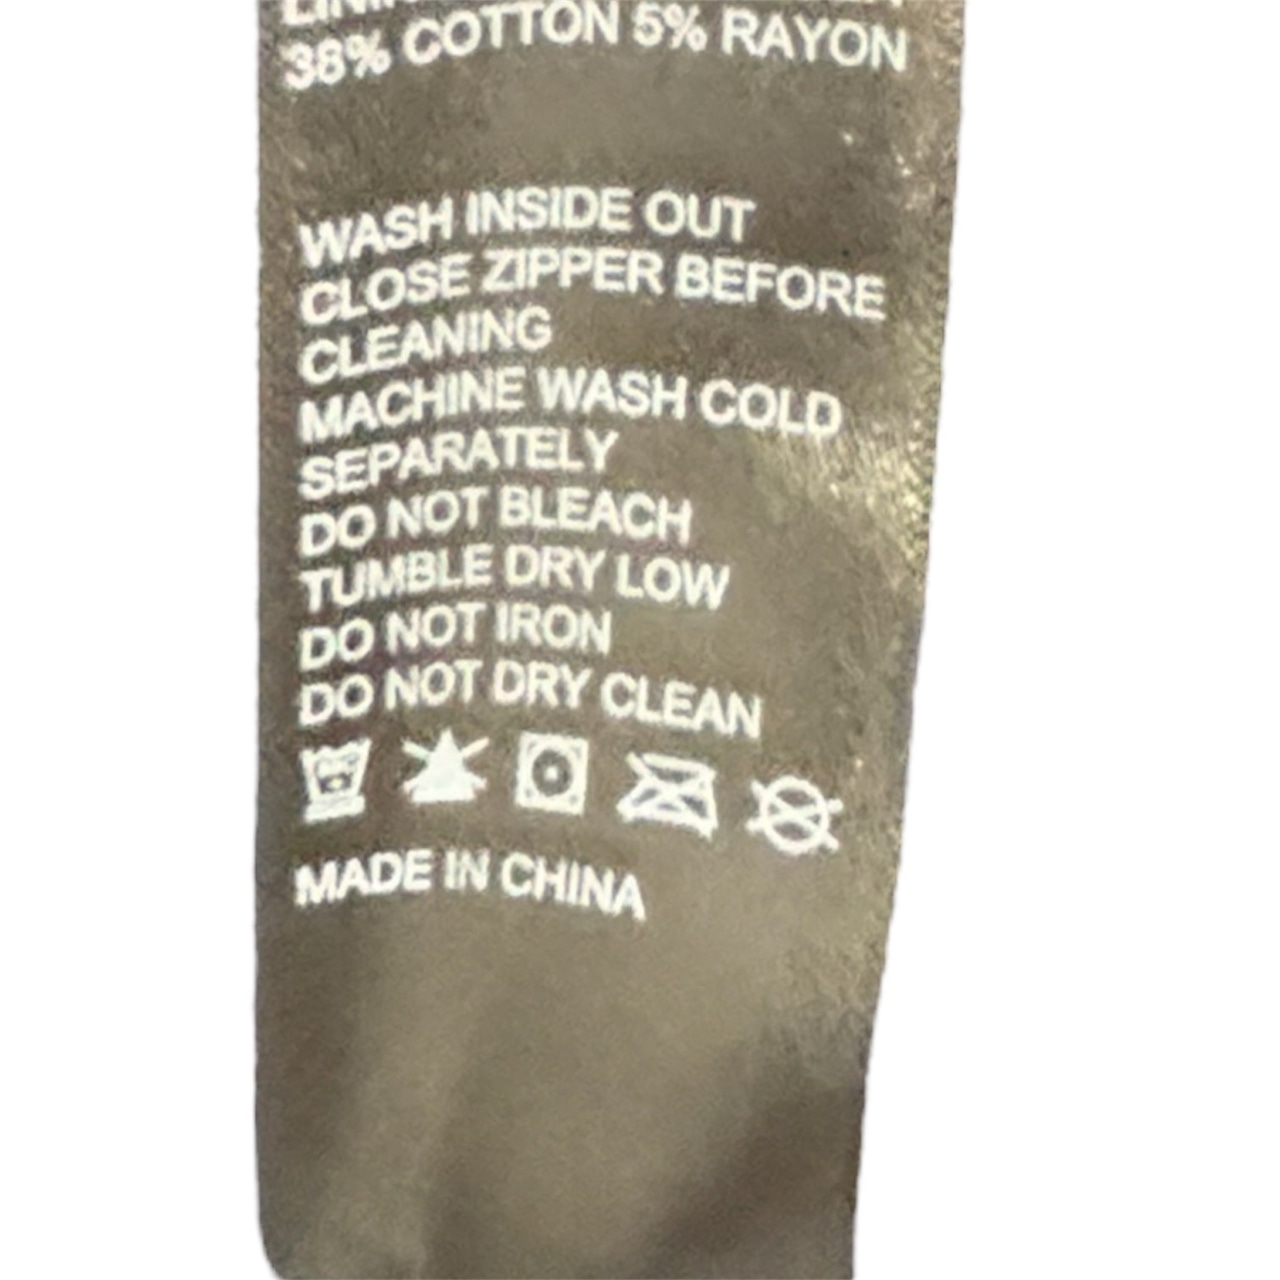 38% COTTON 5% RAYON
WASH INSIDE OUT
CLOSE ZIPPER BEFORE
CLEANING
MACHINE WASH COLD
SEPARATELY
DO NOT BLEACH
TUMBLE DRY LOW
DO NOT IRON
DO NOT DRY CLEAN
MADE IN CHINA